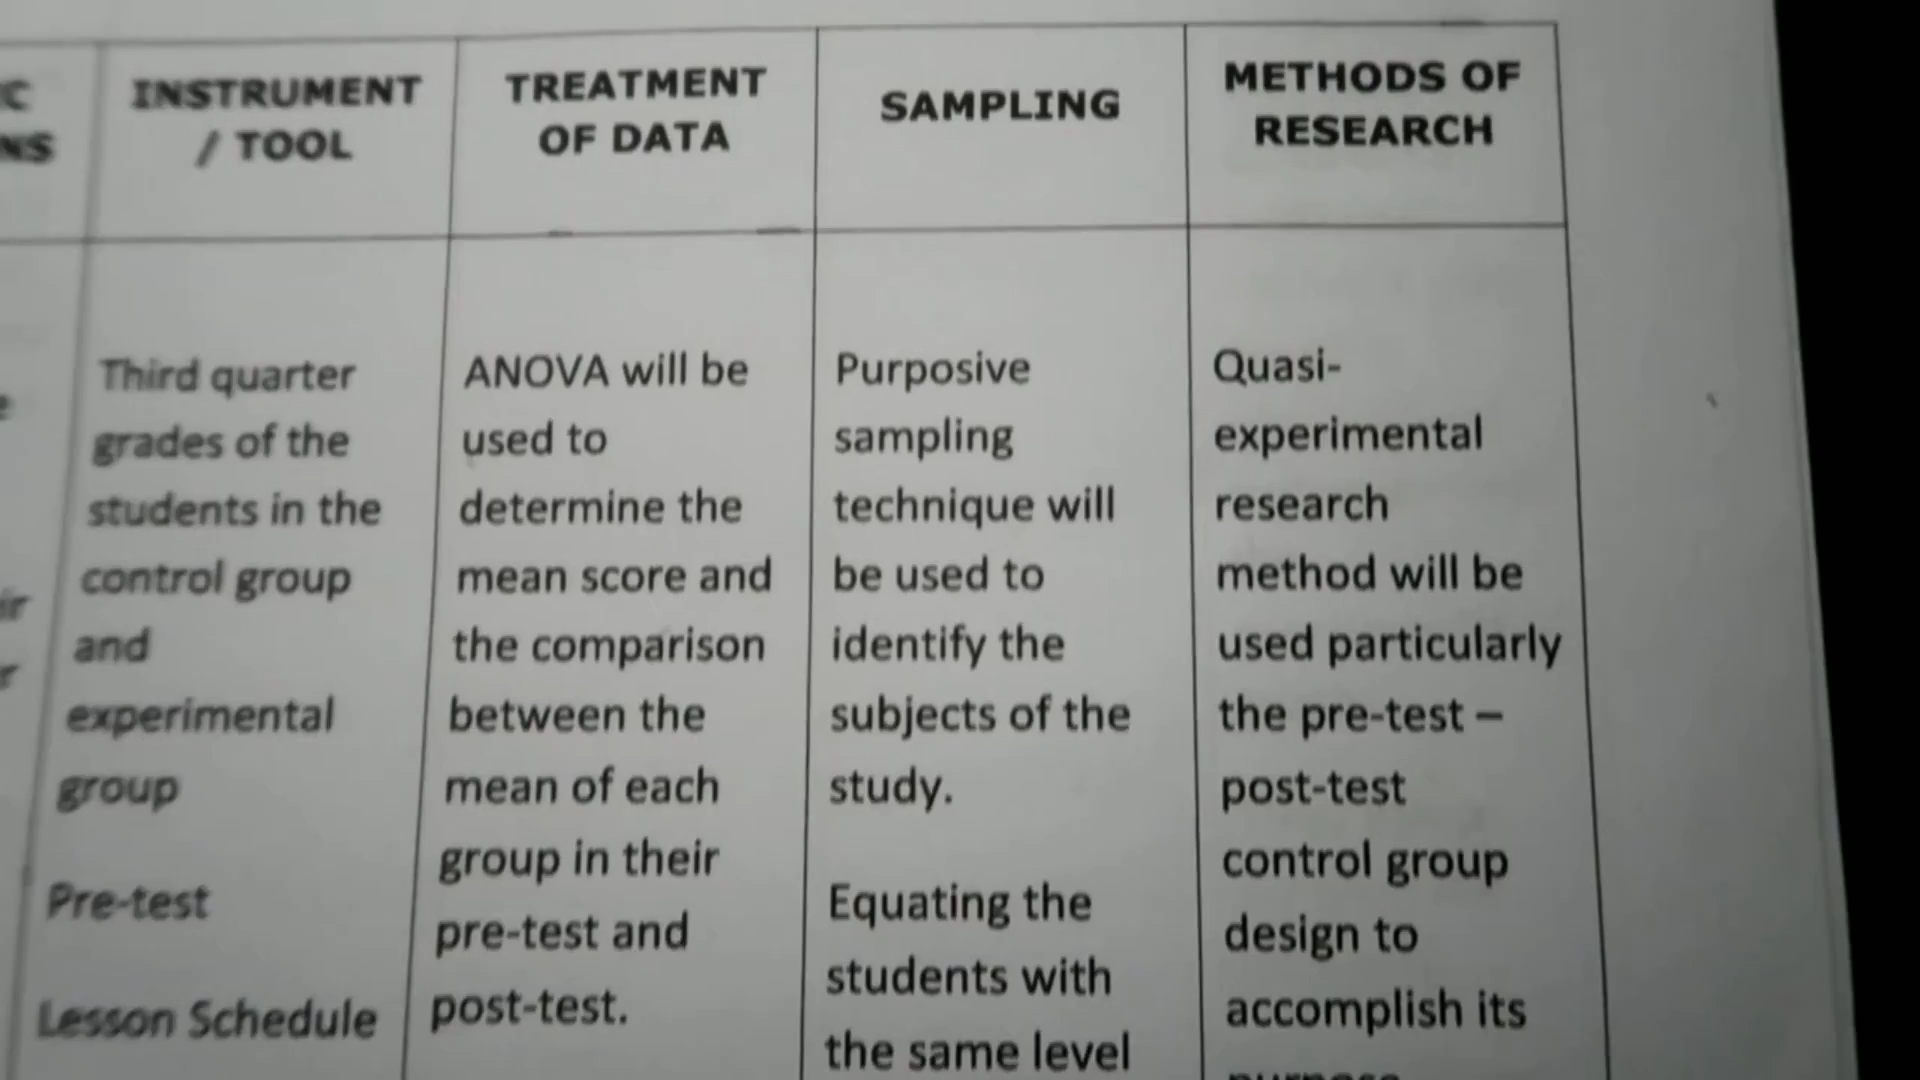 INSTRUMENT
/ TOOL
TREATMENT
OF DATA
SAMPLING
METHODS OF
RESEARCH
Third quarter
grades of the
students in the
control group
and
experimental
group
Pre-test
Lesson Schedule
ANOVA will be
used to
determine the
mean score and
the comparison
between the
mean of each
group in their
pre-test and
post-test.
Purposive
sampling
technique will
be used to
identify the
subjects of the
study.
Equating the
students with
the same level
Quasi-
experimental
research
method will be
used particularly
the pre-test –
post-test
control group
design to
accomplish its